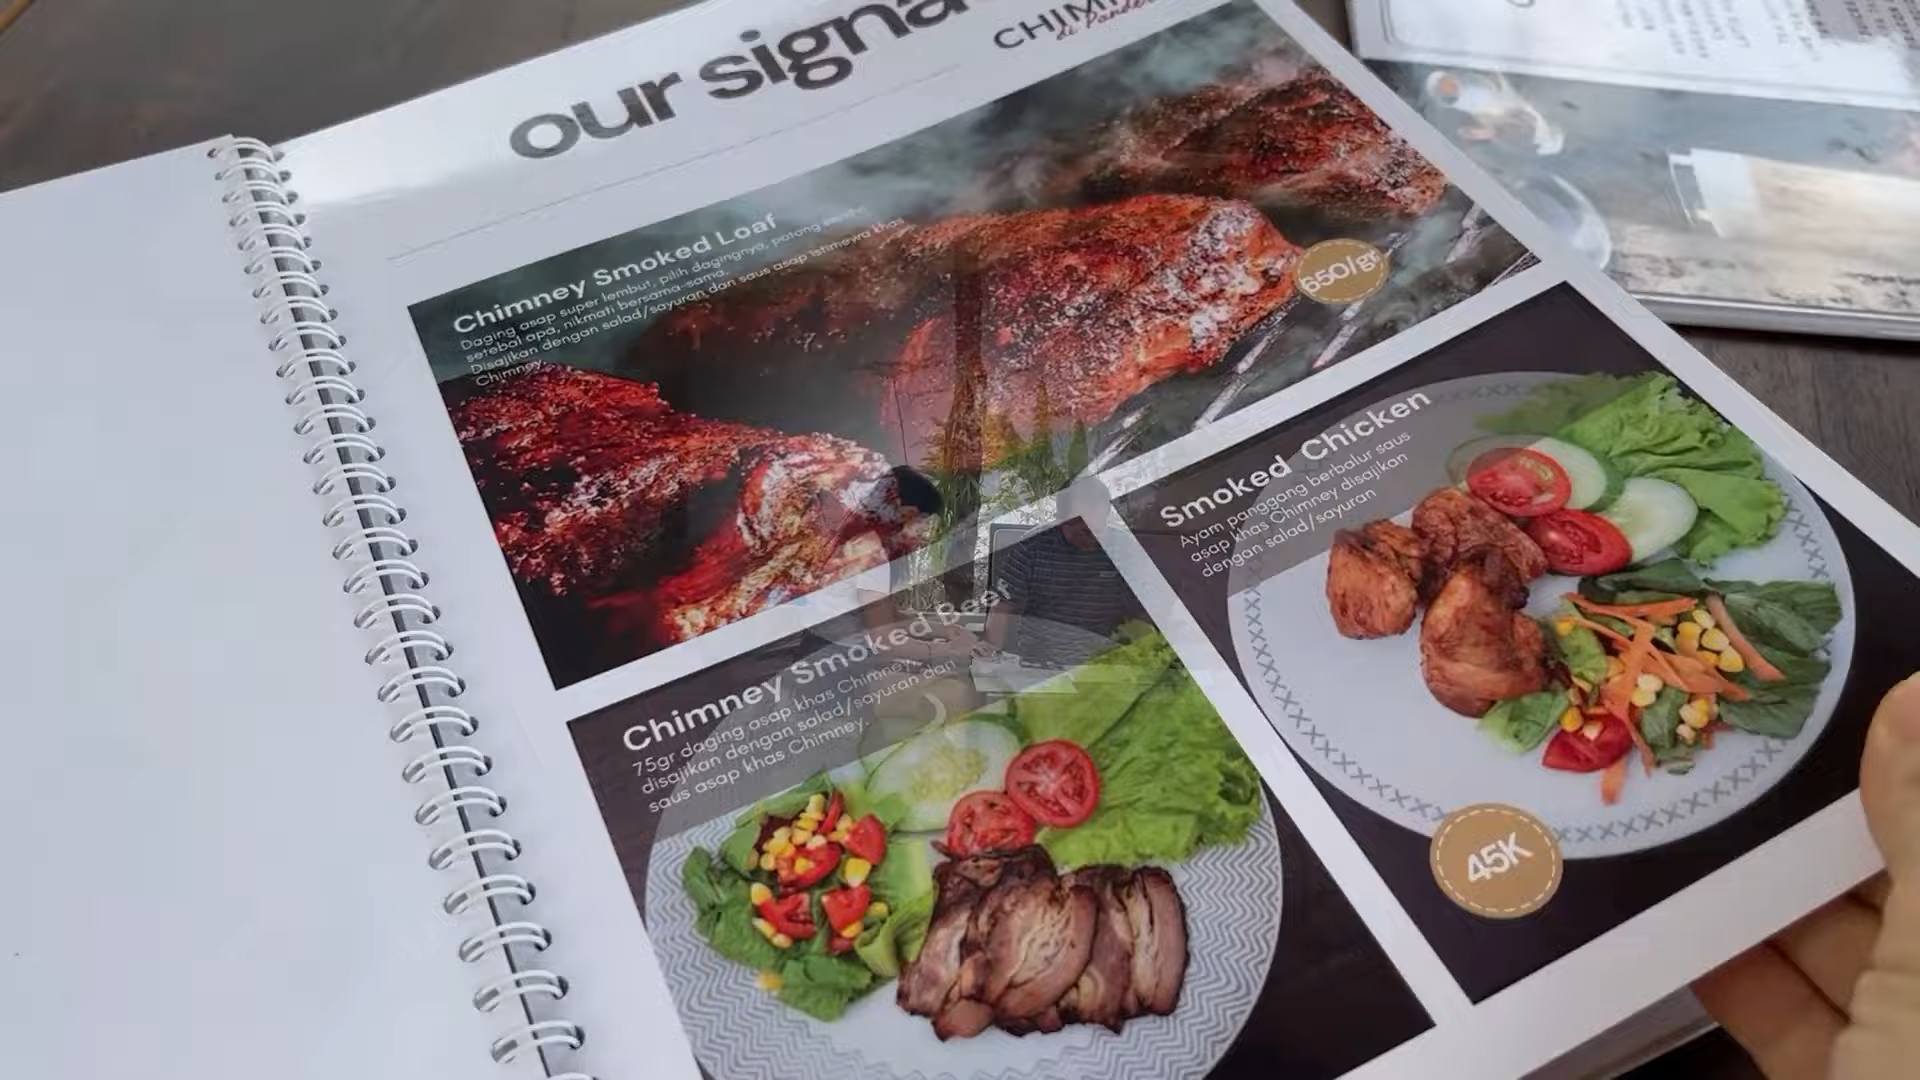 our
CHIM
di Pande
Chimney Smoked Loaf
Daging asap super lembut, pilih dagingnya, potong sendiri
setebal apa, nikmati bersama-sama.
Disajikan dengan salad/sayuran dan saus asap istimewa khas
Chimney.
650/gr
Smoked Chicken
Ayam panggang berbalur saus
asap khas Chimney disajikan
dengan salad/sayuran
45K
Chimney Smoked Beef
75gr daging asap khas Chimney,
disajikan dengan salad/sayuran dan
saus asap khas Chimney.